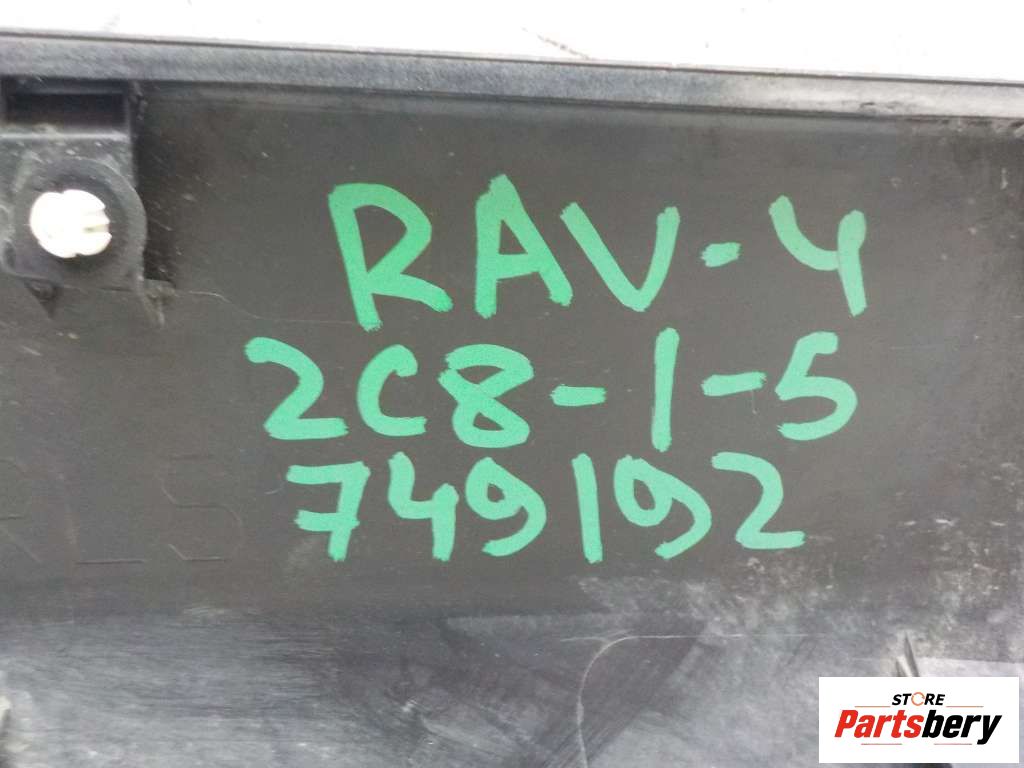 RAV-4
2C8-1-5
749192
STORE
Partsbery